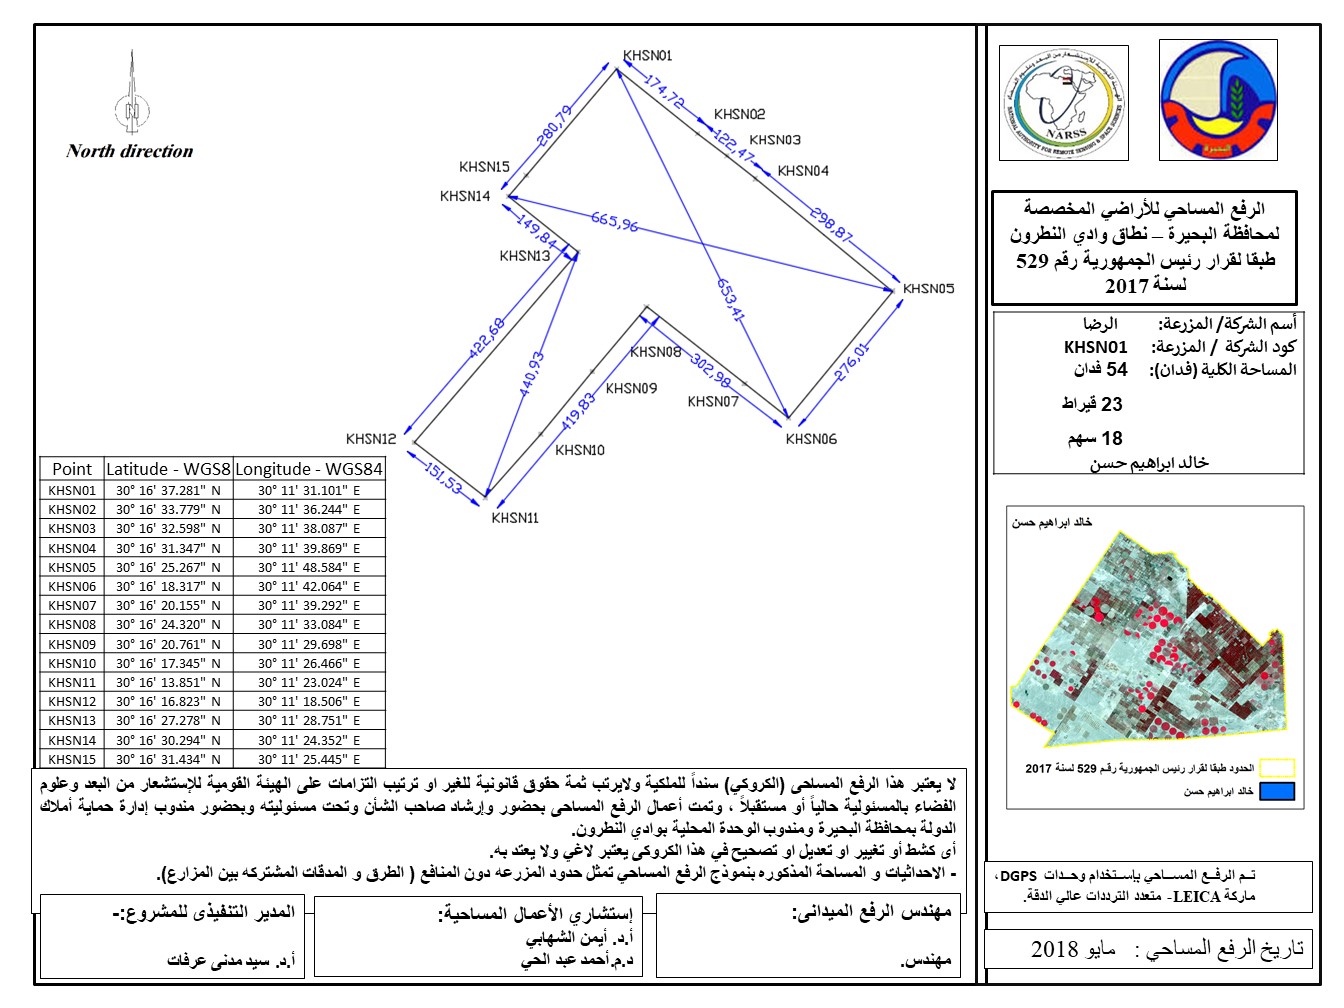 North direction
KHSN01
KHSN02
KHSN03
KHSN04
KHSN05
KHSN06
KHSN07
KHSN08
KHSN09
KHSN10
KHSN11
KHSN12
KHSN13
KHSN14
KHSN15
174,72
122,47
298,87
276,01
302,98
419,83
151,53
422,68
149,84
280,79
665,96
653,41
440,93
Point Latitude - WGS8 Longitude - WGS84
KHSN01 30° 16' 37.281" N 30° 11' 31.101" E
KHSN02 30° 16' 33.779" N 30° 11' 36.244" E
KHSN03 30° 16' 32.598" N 30° 11' 38.087" E
KHSN04 30° 16' 31.347" N 30° 11' 39.869" E
KHSN05 30° 16' 25.267" N 30° 11' 48.584" E
KHSN06 30° 16' 18.317" N 30° 11' 42.064" E
KHSN07 30° 16' 20.155" N 30° 11' 39.292" E
KHSN08 30° 16' 24.320" N 30° 11' 33.084" E
KHSN09 30° 16' 20.761" N 30° 11' 29.698" E
KHSN10 30° 16' 17.345" N 30° 11' 26.466" E
KHSN11 30° 16' 13.851" N 30° 11' 23.024" E
KHSN12 30° 16' 16.823" N 30° 11' 18.506" E
KHSN13 30° 16' 27.278" N 30° 11' 28.751" E
KHSN14 30° 16' 30.294" N 30° 11' 24.352" E
KHSN15 30° 16' 31.434" N 30° 11' 25.445" E
NARSS
NATIONAL AUTHORITY FOR REMOTE SENSING & SPACE SCIENCES
البحيرة
الرفع المساحي للأراضي المخصصة
لمحافظة البحيرة – نطاق وادي النطرون
طبقا لقرار رئيس الجمهورية رقم 529
لسنة 2017
أسم الشركة/ المزرعة: الرضا
كود الشركة / المزرعة: KHSN01
المساحة الكلية (فدان): 54 فدان
23 قيراط
18 سهم
خالد ابراهيم حسن
خالد ابراهيم حسن
الحدود طبقا لقرار رئيس الجمهورية رقم 529 لسنة 2017
خالد ابراهيم حسن
تم الرفع المساحي بإستخدام وحدات DGPS،
ماركة LEICA- متعدد الترددات عالي الدقة.
تاريخ الرفع المساحي : مايو 2018
لا يعتبر هذا الرفع المساحى (الكروكي) سنداً للملكية ولايرتب ثمة حقوق قانونية للغير او ترتيب التزامات على الهيئة القومية للإستشعار من البعد وعلوم
الفضاء بالمسئولية حالياً أو مستقبلاً ، وتمت أعمال الرفع المساحى بحضور وإرشاد صاحب الشأن وتحت مسئوليته وبحضور مندوب إدارة حماية أملاك
الدولة بمحافظة البحيرة ومندوب الوحدة المحلية بوادي النطرون.
أى كشط أو تغيير او تعديل او تصحيح في هذا الكروكى يعتبر لاغي ولا يعتد به.
- الاحداثيات و المساحة المذكوره بنموذج الرفع المساحي تمثل حدود المزرعه دون المنافع ( الطرق و المدقات المشتركه بين المزارع).
مهندس الرفع الميدانى:
مهندس.
إستشاري الأعمال المساحية:
أ.د. أيمن الشهابي
د.م.أحمد عبد الحي
المدير التنفيذى للمشروع:-
أ.د. سيد مدنى عرفات